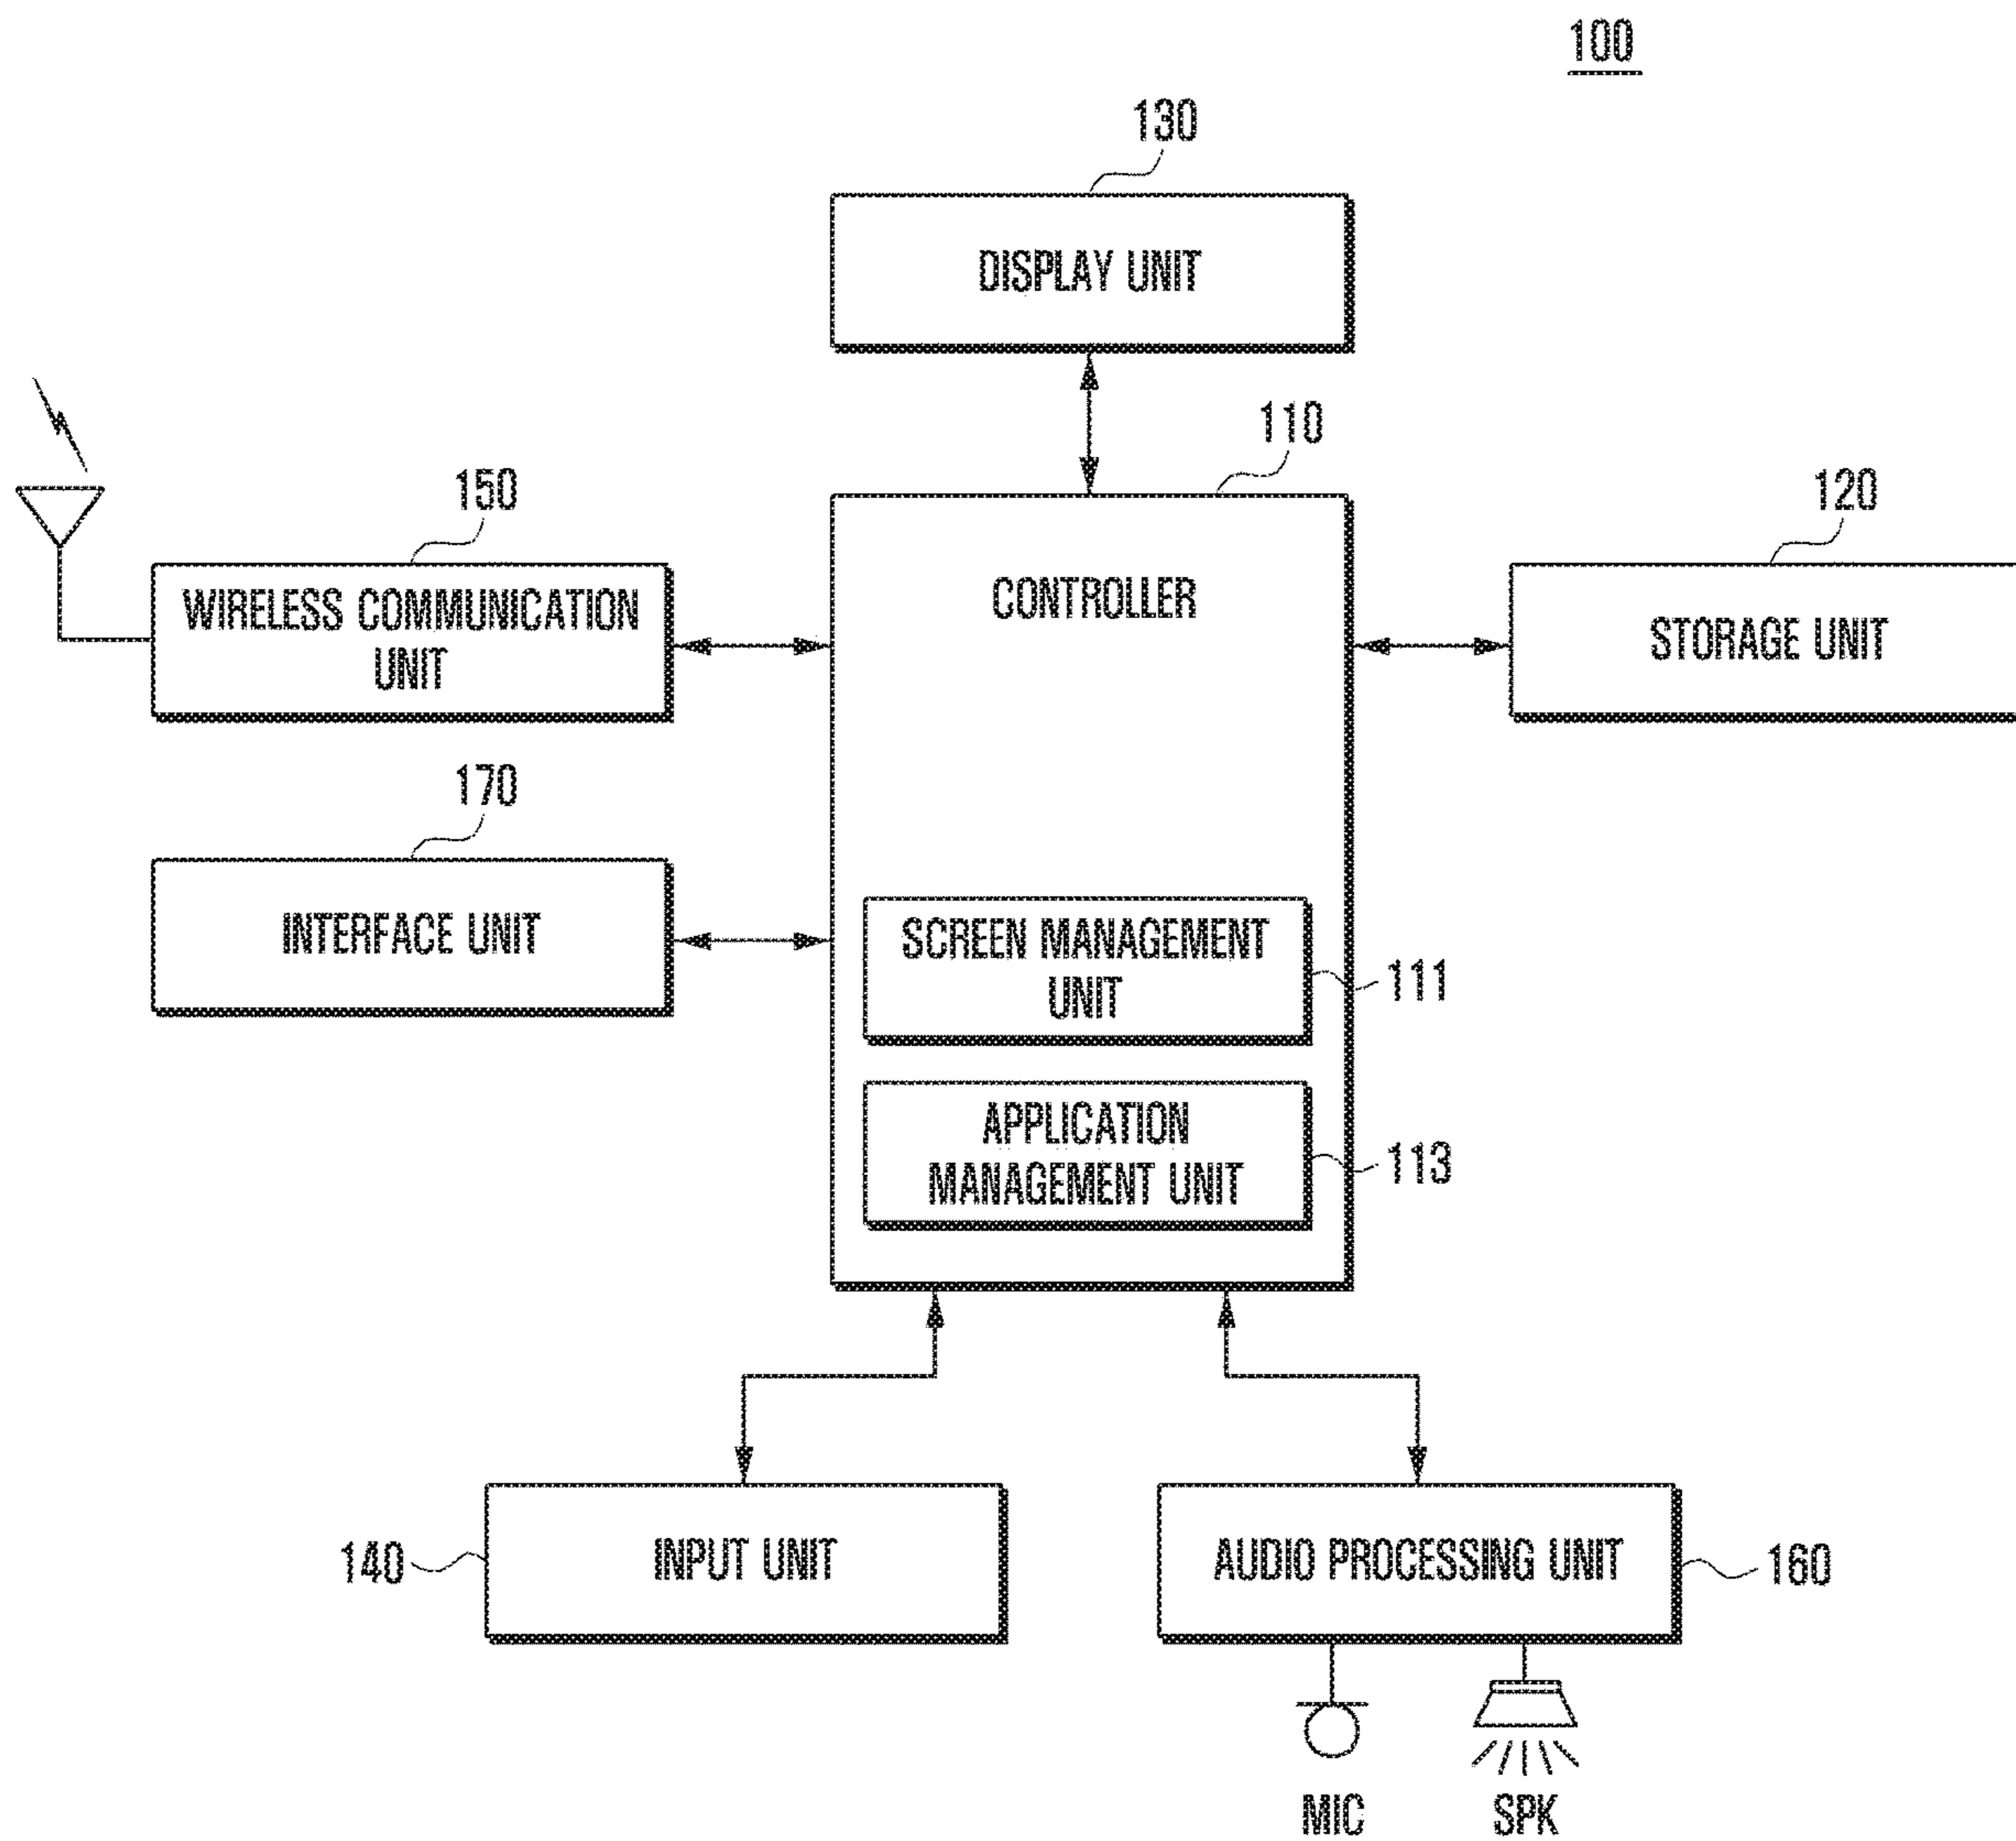 100
130
DISPLAY UNIT
110
150
120
WIRELESS COMMUNICATION
UNIT
CONTROLLER
STORAGE UNIT
170
INTERFACE UNIT
SCREEN MANAGEMENT
UNIT
111
APPLICATION
MANAGEMENT UNIT
113
140
INPUT UNIT
AUDIO PROCESSING UNIT
160
MIC
SPK